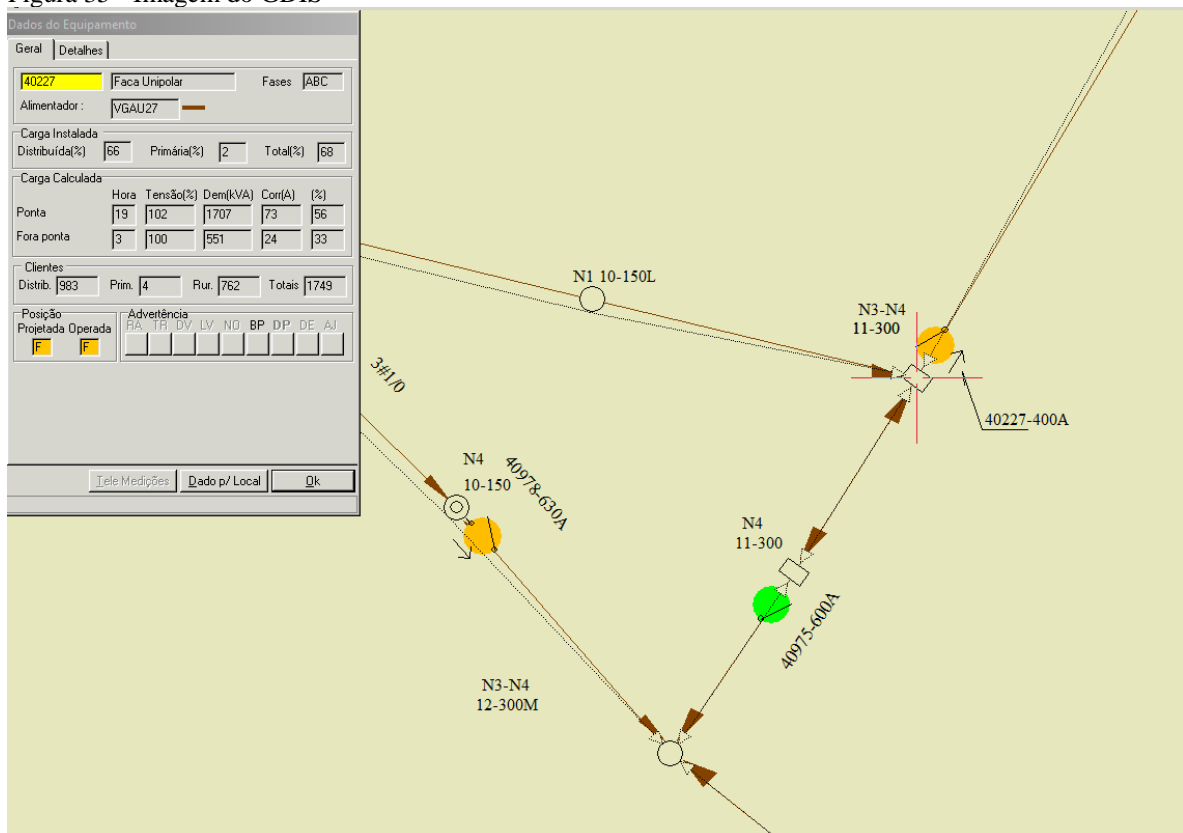 Figura 35 - Imagem do GDIS
Dados do Equipamento
Geral Detalhes
40227 Faca Unipolar Fases ABC
Alimentador : VGAU27
Carga Instalada
Distribuída(%) 66 Primária(%) 2 Total(%) 68
Carga Calculada
Hora Tensão(%) Dem(kVA) Corr(A) (%)
Ponta 19 102 1707 73 56
Fora ponta 3 100 551 24 33
Clientes
Distrib. 983 Prim. 4 Rur. 762 Totais 1749
Posição
Projetada Operada
F F
Advertência
RA TR DV LV NO BP DP DE AJ
Tele Medições Dado p/ Local Ok
N1 10-150L
N3-N4
11-300
40227-400A
3#1/0
N4
10-150
40978-630A
N4
11-300
40975-600A
N3-N4
12-300M